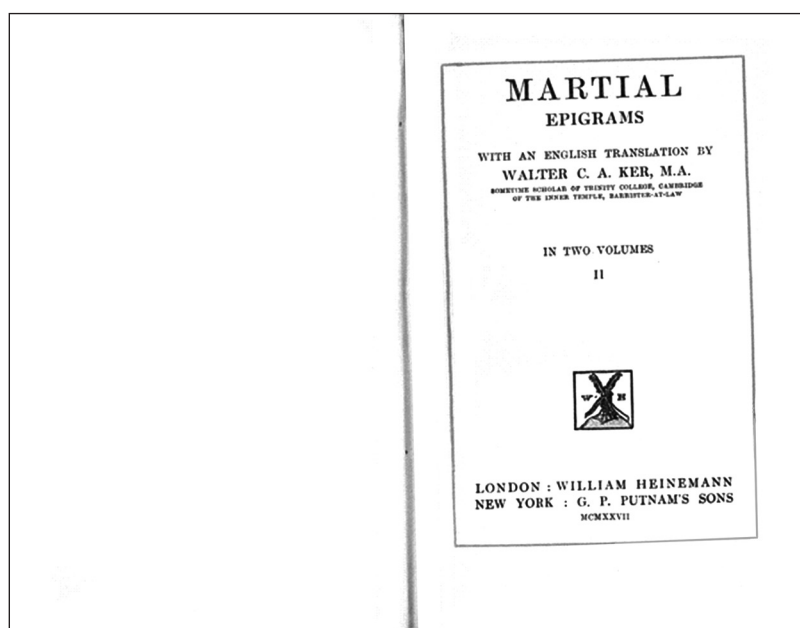 MARTIAL
EPIGRAMS
WITH AN ENGLISH TRANSLATION BY
WALTER C. A. KER, M.A.
SOMETIME SCHOLAR OF TRINITY COLLEGE, CAMBRIDGE
OF THE INNER TEMPLE, BARRISTER-AT-LAW
IN TWO VOLUMES
II
W H
LONDON : WILLIAM HEINEMANN
NEW YORK : G. P. PUTNAM'S SONS
MCMXXVII